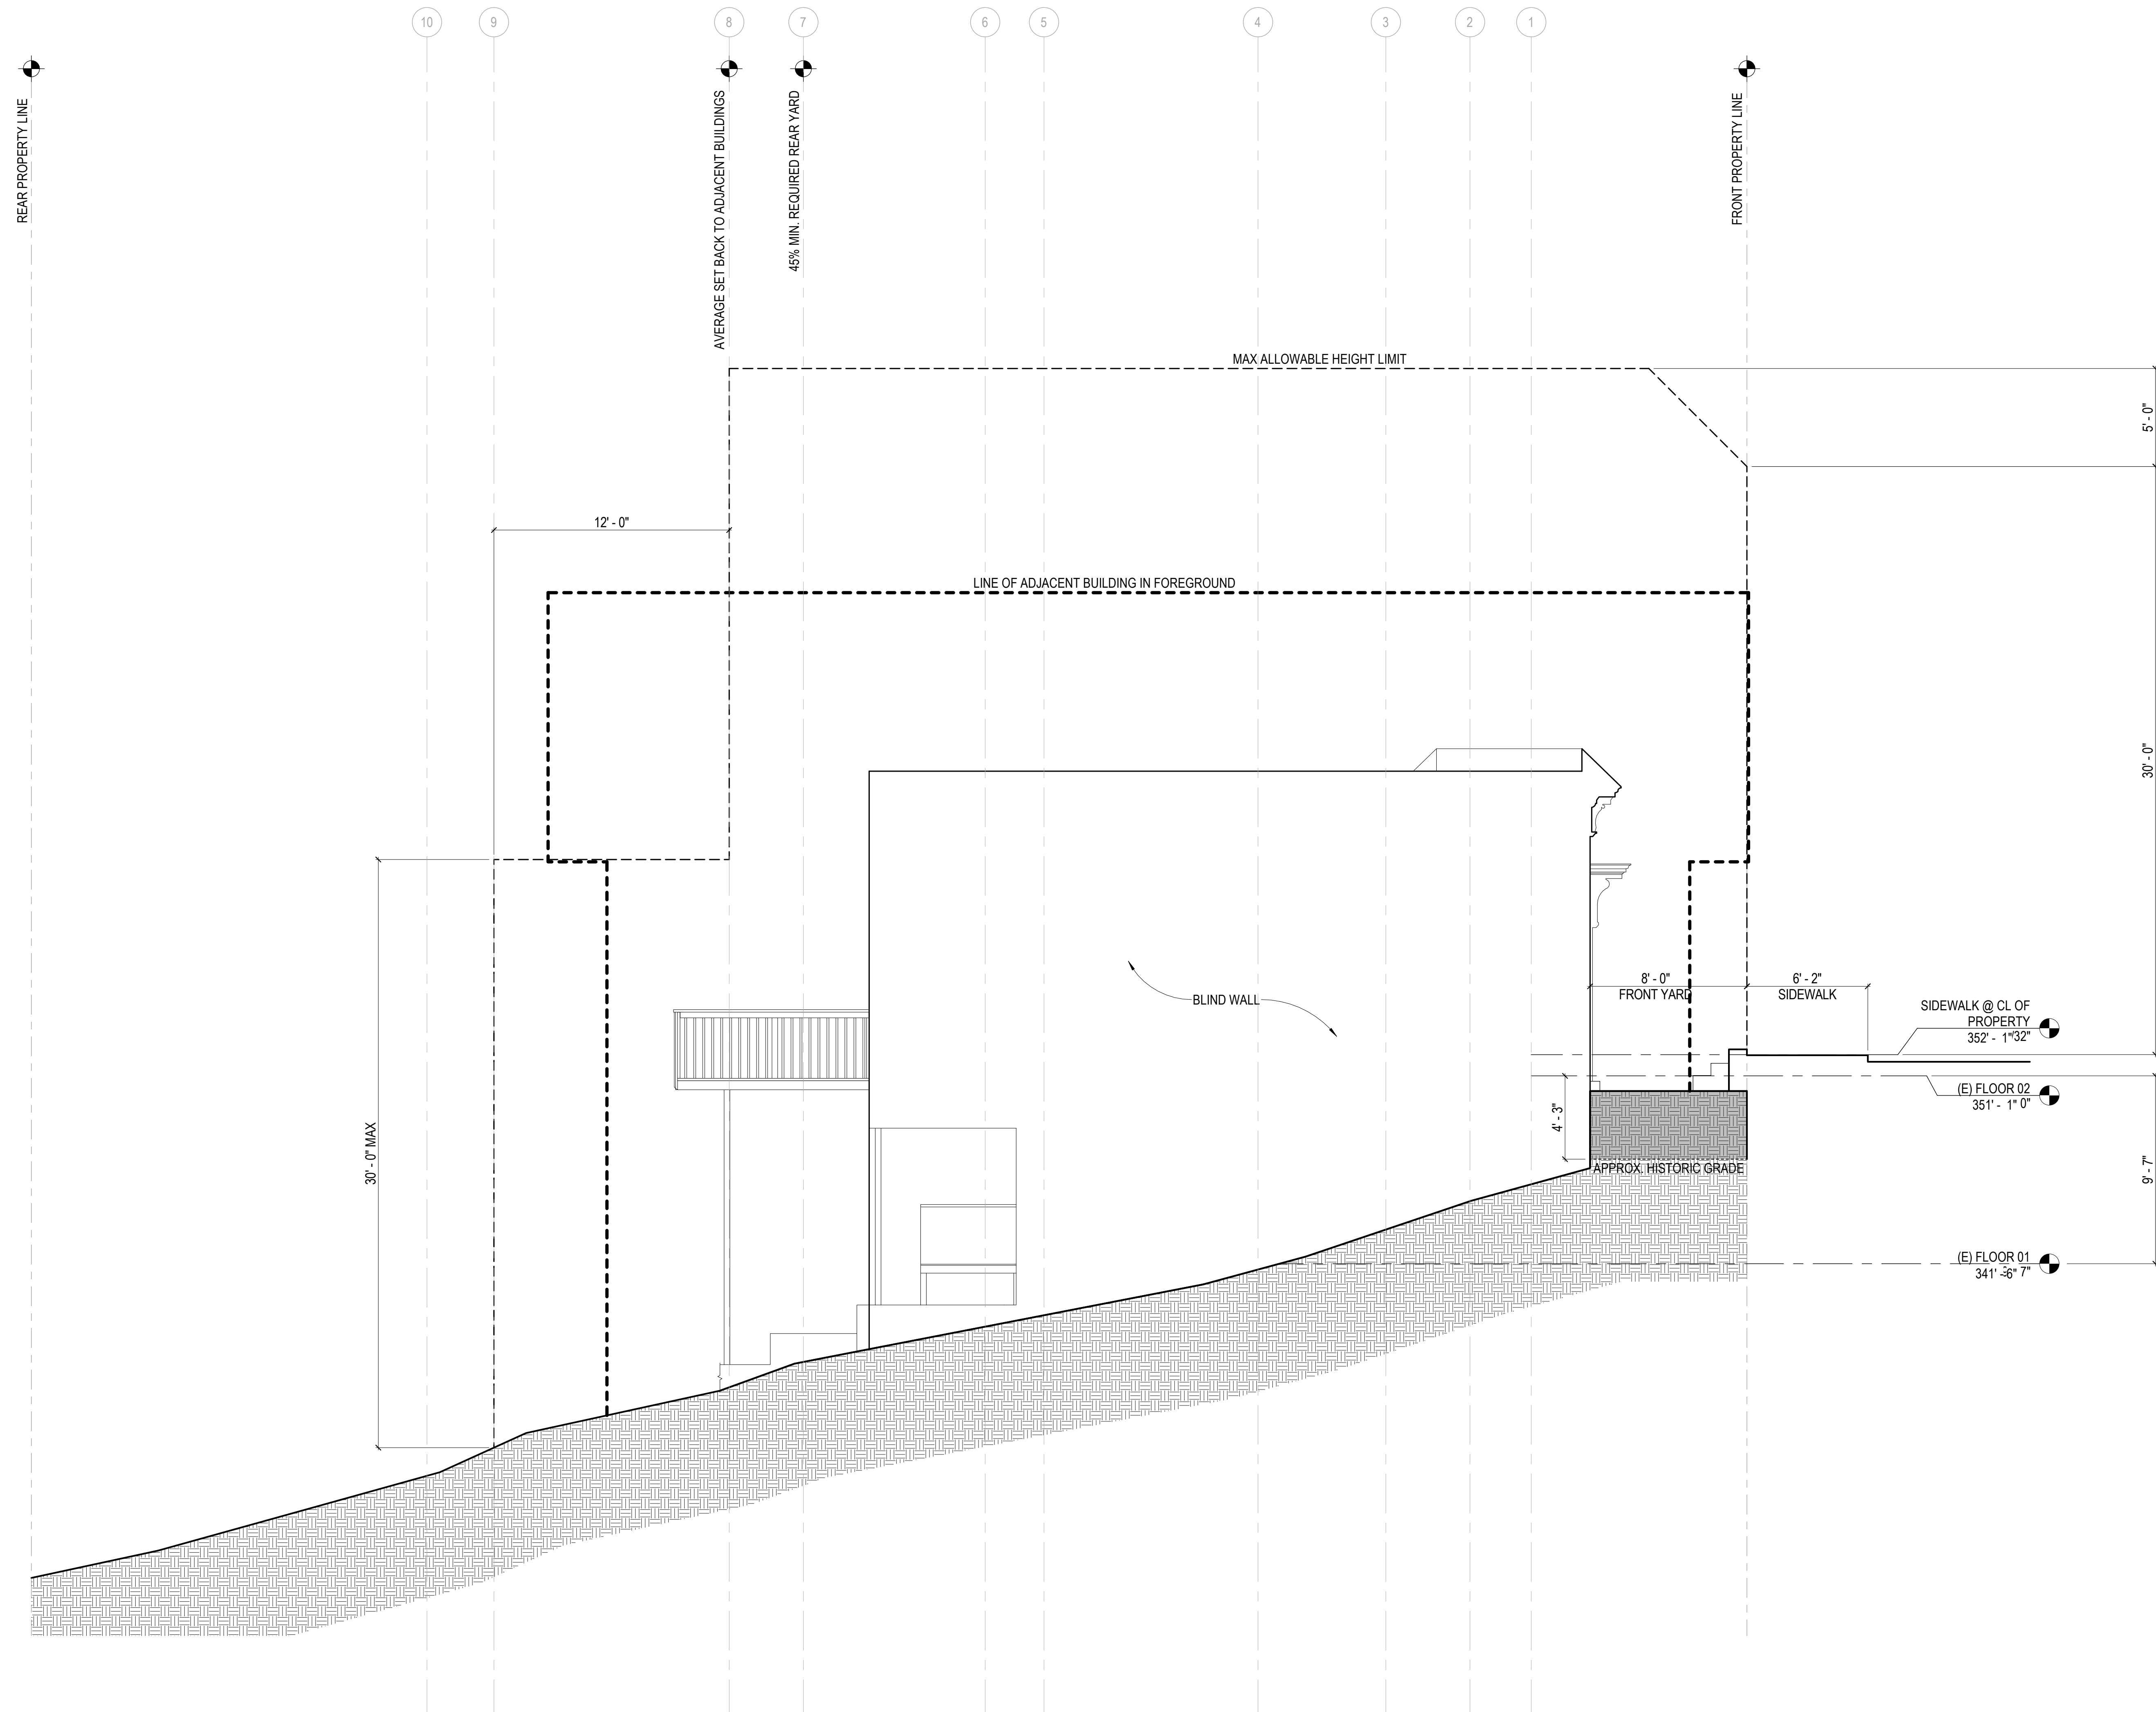 10
9
8
7
6
5
4
3
2
1
REAR PROPERTY LINE
AVERAGE SET BACK TO ADJACENT BUILDINGS
45% MIN. REQUIRED REAR YARD
FRONT PROPERTY LINE
MAX ALLOWABLE HEIGHT LIMIT
5' - 0"
12' - 0"
LINE OF ADJACENT BUILDING IN FOREGROUND
30' - 0"
8' - 0"
FRONT YARD
6' - 2"
SIDEWALK
BLIND WALL
SIDEWALK @ CL OF
PROPERTY
352' -
(E) FLOOR 02
351' -
4' - 3"
30' - 0" MAX
APPROX. HISTORIC GRADE
9' - 7"
(E) FLOOR 01
341' -